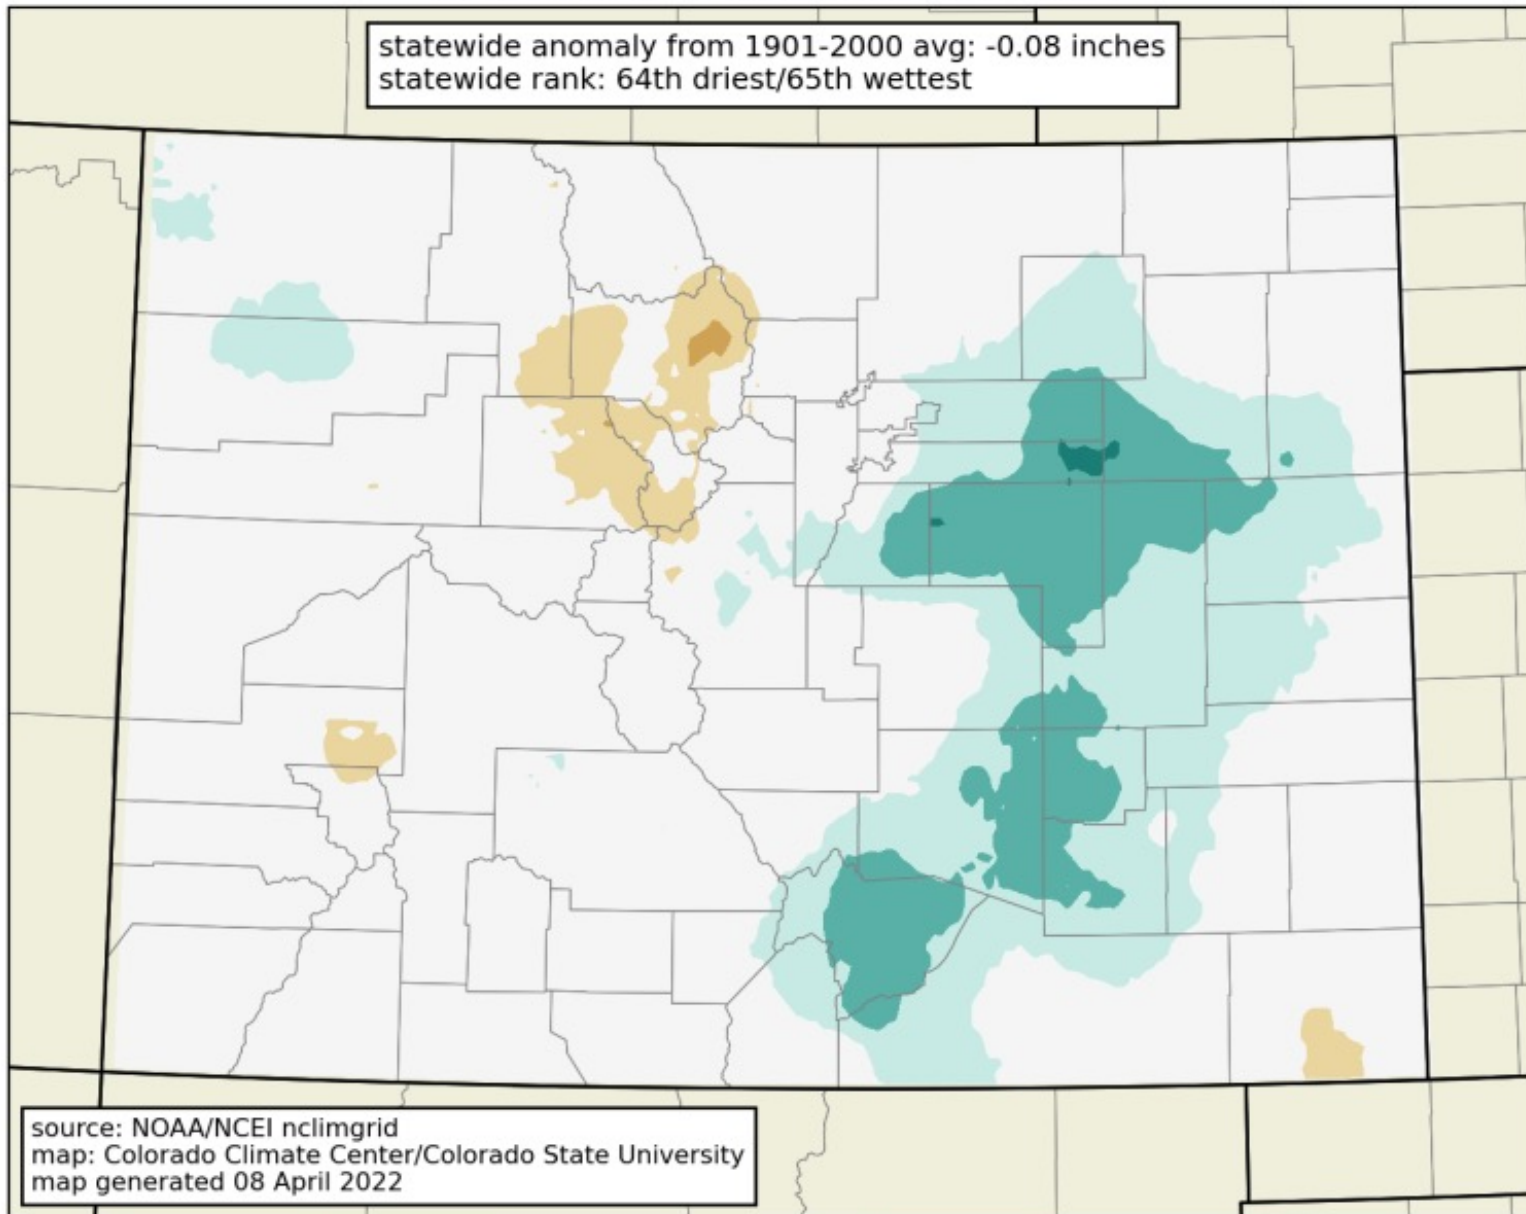 statewide anomaly from 1901-2000 avg: -0.08 inches
statewide rank: 64th driest/65th wettest
source: NOAA/NCEI nclimgrid
map: Colorado Climate Center/Colorado State University
map generated 08 April 2022